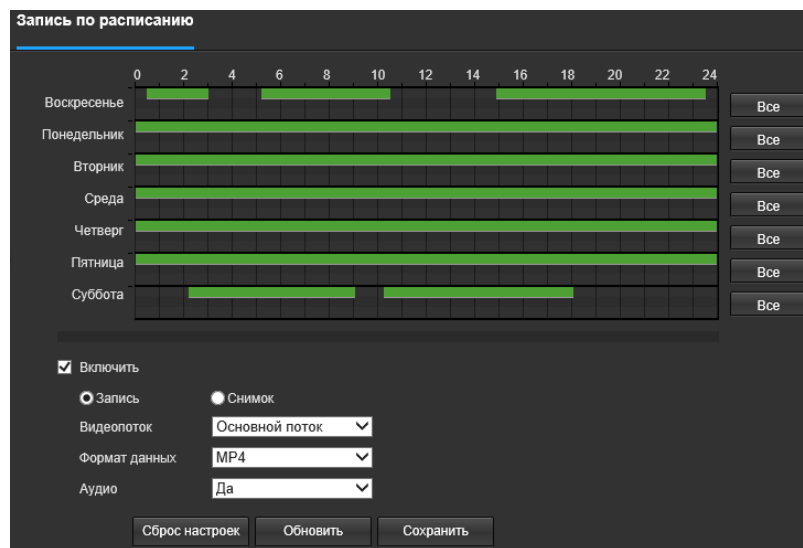 Запись по расписанию
0 2 4 6 8 10 12 14 16 18 20 22 24
Воскресенье Все
Понедельник Все
Вторник Все
Среда Все
Четверг Все
Пятница Все
Суббота Все
Включить
Запись Снимок
Видеопоток Основной поток
Формат данных MP4
Аудио Да
Сброс настроек Обновить Сохранить